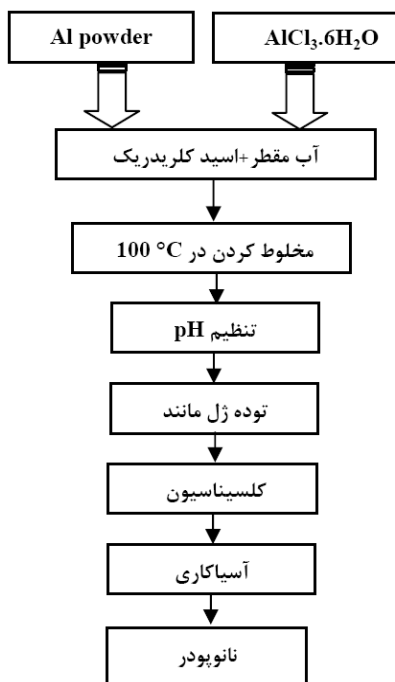 Al powder
AlCl₃.6H₂O
آب مقطر+اسید کلریدریک
مخلوط کردن در 100 °C
تنظیم pH
توده ژل مانند
کلسیناسیون
آسیاکاری
نانوپودر